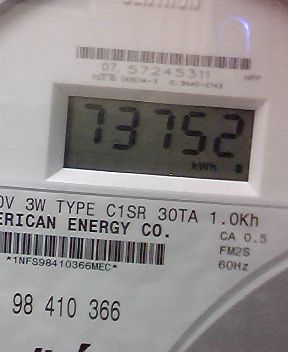 07 57245311 HPP
73752
kWh
0V 3W TYPE C1SR 30TA 1.0Kh
ERICAN ENERGY CO.
CA 0.5
FM2S
60Hz
*1NFS98410366MEC*
98 410 366